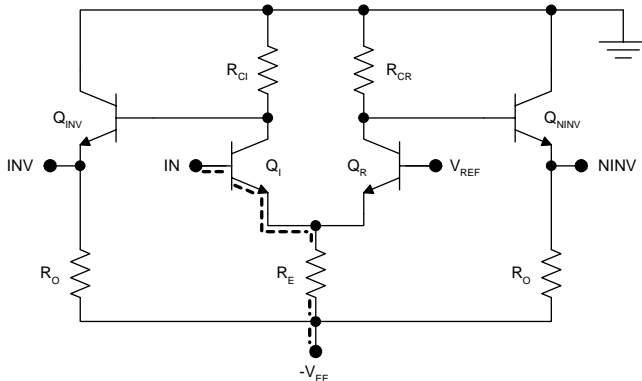 R_CI
R_CR
Q_INV
Q_NINV
INV
IN
Q_I
Q_R
V_REF
NINV
R_O
R_E
R_O
-V_EE